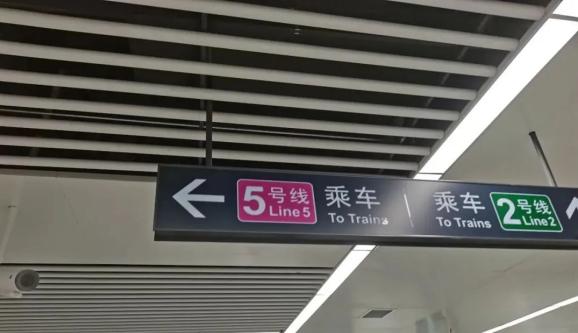 5号线 乘车
Line 5 To Trains
乘车 2号线
To Trains Line 2